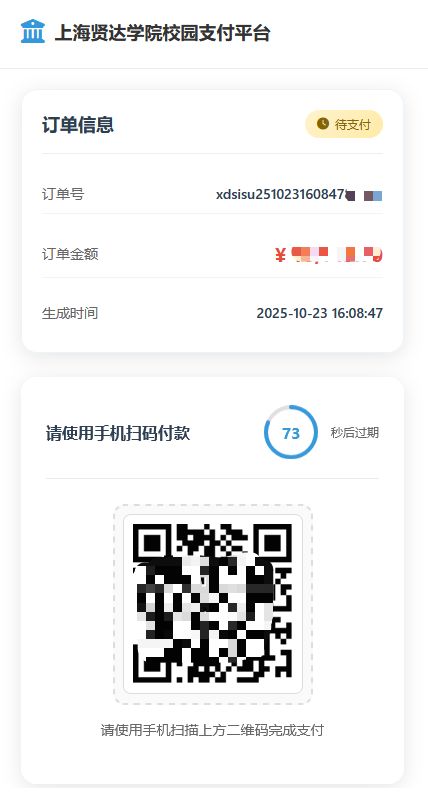 上海贤达学院校园支付平台
订单信息 待支付
订单号 xdsisu251023160847
订单金额 ¥
生成时间 2025-10-23 16:08:47
请使用手机扫码付款 73 秒后过期
请使用手机扫描上方二维码完成支付